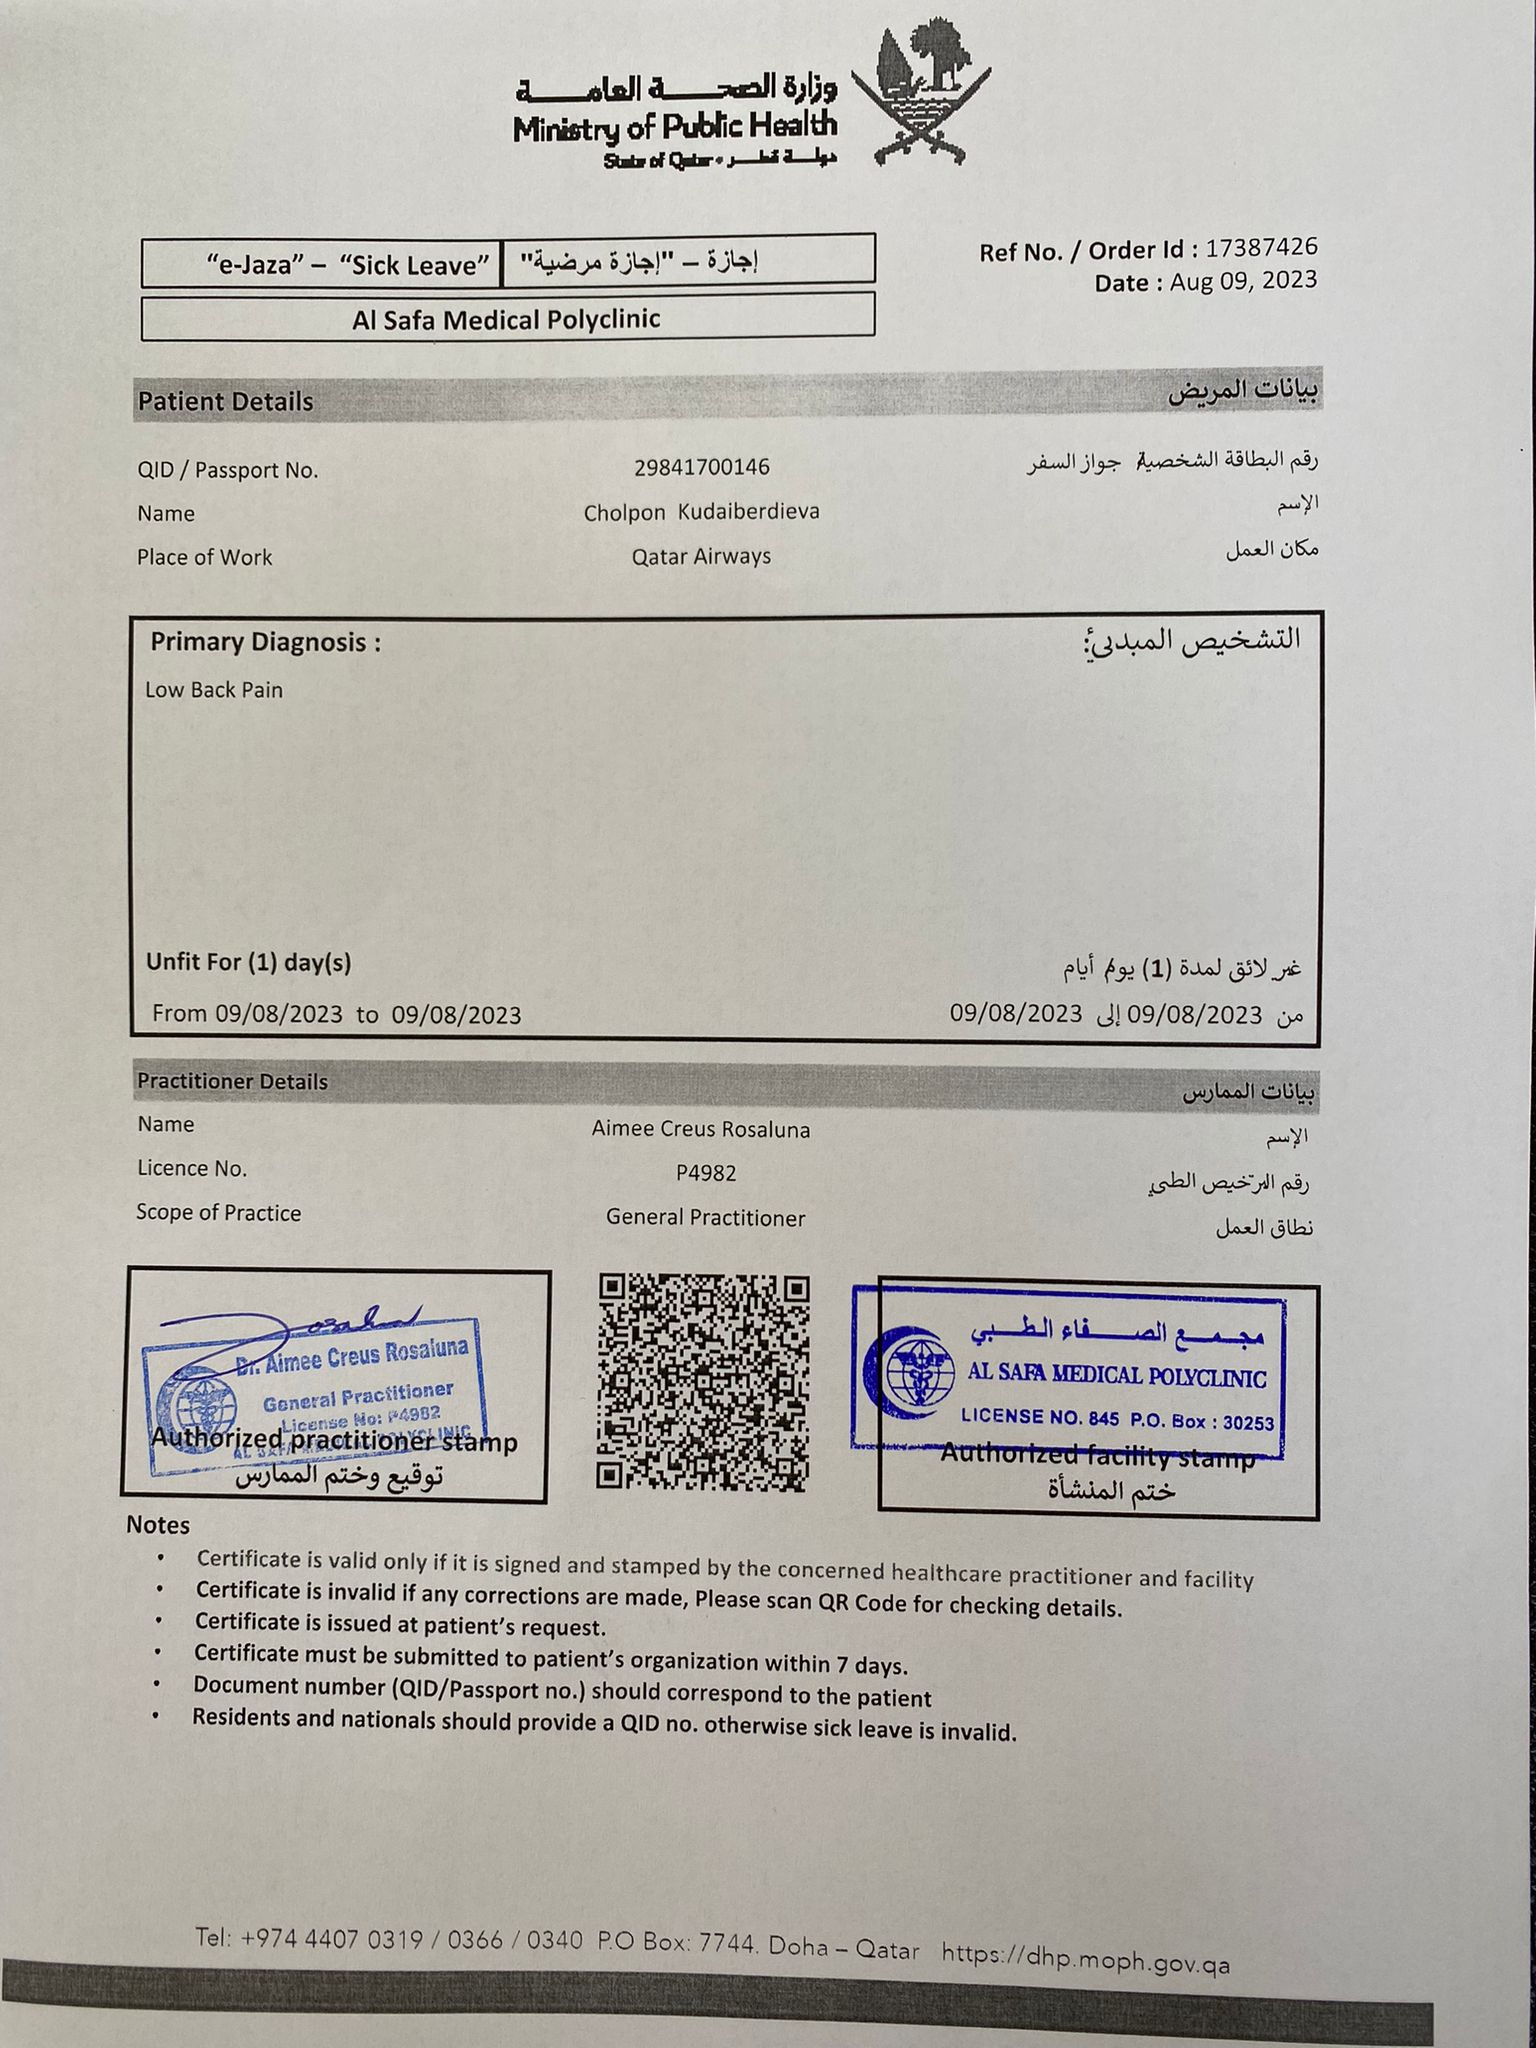 وزارة الصحة العامة
Ministry of Public Health
State of Qatar • دولة قطر
"e-Jaza" – "Sick Leave" إجازة – "إجازة مرضية"
Ref No. / Order Id : 17387426
Date : Aug 09, 2023
Al Safa Medical Polyclinic
Patient Details بيانات المريض
QID / Passport No. 29841700146 رقم البطاقة الشخصية/ جواز السفر
Name Cholpon Kudaiberdieva الإسم
Place of Work Qatar Airways مكان العمل
Primary Diagnosis : التشخيص المبدئي:
Low Back Pain
Unfit For (1) day(s) غير لائق لمدة (1) يوم/ أيام
From 09/08/2023 to 09/08/2023 من 09/08/2023 إلى 09/08/2023
Practitioner Details بيانات الممارس
Name Aimee Creus Rosaluna الإسم
Licence No. P4982 رقم الترخيص الطبي
Scope of Practice General Practitioner نطاق العمل
Dr. Aimee Creus Rosaluna
General Practitioner
License No: P4982
AL SAFA MEDICAL POLYCLINIC
Authorized practitioner stamp
توقيع وختم الممارس
مجمع الصفاء الطبي
AL SAFA MEDICAL POLYCLINIC
LICENSE NO. 845 P.O. Box : 30253
Authorized facility stamp
ختم المنشأة
Notes
• Certificate is valid only if it is signed and stamped by the concerned healthcare practitioner and facility
• Certificate is invalid if any corrections are made, Please scan QR Code for checking details.
• Certificate is issued at patient's request.
• Certificate must be submitted to patient's organization within 7 days.
• Document number (QID/Passport no.) should correspond to the patient
• Residents and nationals should provide a QID no. otherwise sick leave is invalid.
Tel: +974 4407 0319 / 0366 / 0340 P.O Box: 7744. Doha – Qatar https://dhp.moph.gov.qa